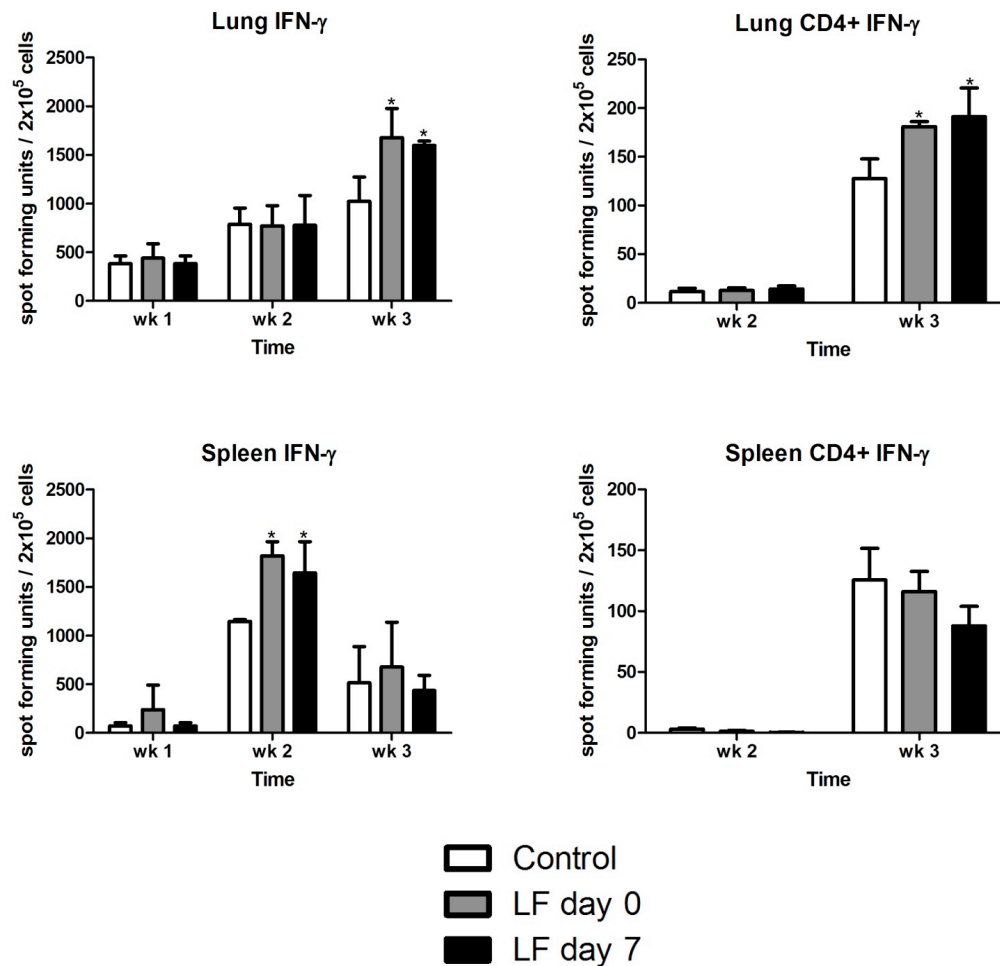 Lung IFN-γ
spot forming units / 2x10⁵ cells
2500
2000
1500
1000
500
0
*
*
wk 1 wk 2 wk 3
Time
Lung CD4+ IFN-γ
spot forming units / 2x10⁵ cells
250
200
150
100
50
0
*
*
wk 2 wk 3
Time
Spleen IFN-γ
spot forming units / 2x10⁵ cells
2500
2000
1500
1000
500
0
* *
wk 1 wk 2 wk 3
Time
Spleen CD4+ IFN-γ
spot forming units / 2x10⁵ cells
200
150
100
50
0
wk 2 wk 3
Time
Control
LF day 0
LF day 7